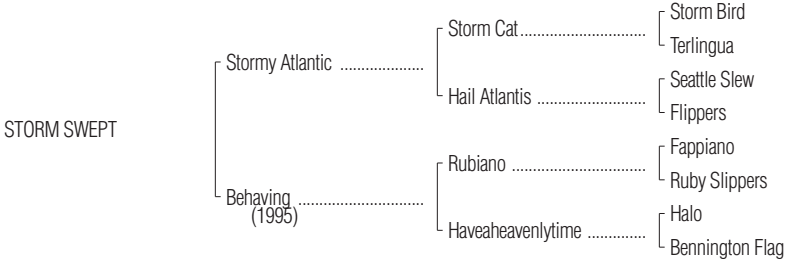 Storm Bird
Storm Cat..............................
Terlingua
Stormy Atlantic ....................
Seattle Slew
Hail Atlantis ..........................
Flippers
STORM SWEPT
Fappiano
Rubiano ................................
Ruby Slippers
Behaving ..............................
(1995)
Halo
Haveaheavenlytime ..............
Bennington Flag